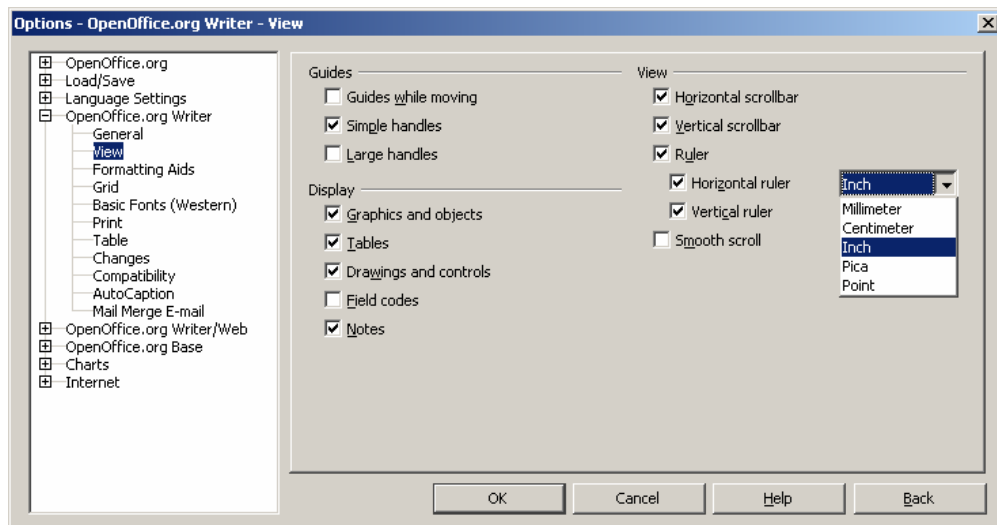 Options - OpenOffice.org Writer - View
OpenOffice.org
Load/Save
Language Settings
OpenOffice.org Writer
General
View
Formatting Aids
Grid
Basic Fonts (Western)
Print
Table
Changes
Compatibility
AutoCaption
Mail Merge E-mail
OpenOffice.org Writer/Web
OpenOffice.org Base
Charts
Internet
Guides
Guides while moving
Simple handles
Large handles
Display
Graphics and objects
Tables
Drawings and controls
Field codes
Notes
View
Horizontal scrollbar
Vertical scrollbar
Ruler
Horizontal ruler
Inch
Vertical ruler
Smooth scroll
Millimeter
Centimeter
Inch
Pica
Point
OK
Cancel
Help
Back